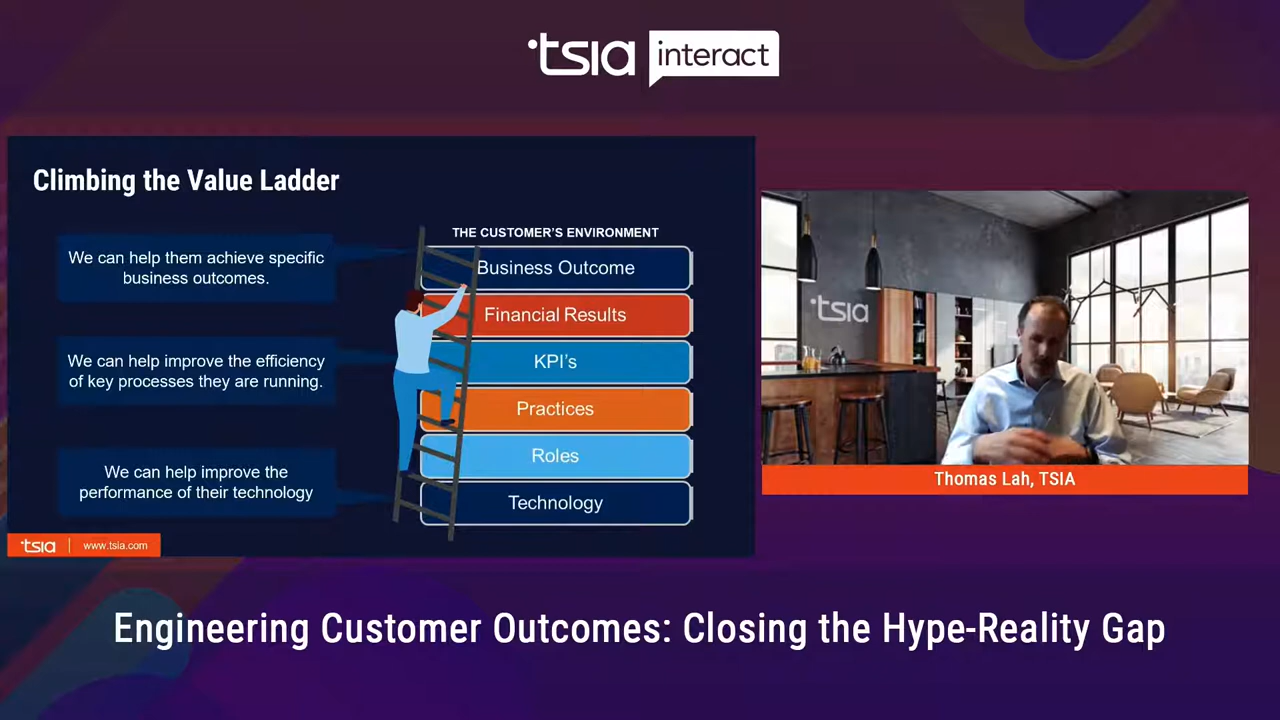 tsia interact
Climbing the Value Ladder
THE CUSTOMER'S ENVIRONMENT
We can help them achieve specific
business outcomes.
Business Outcome
Financial Results
We can help improve the efficiency
of key processes they are running.
KPI's
Practices
Roles
We can help improve the
performance of their technology
Technology
tsia | www.tsia.com
tsia
Thomas Lah, TSIA
Engineering Customer Outcomes: Closing the Hype-Reality Gap